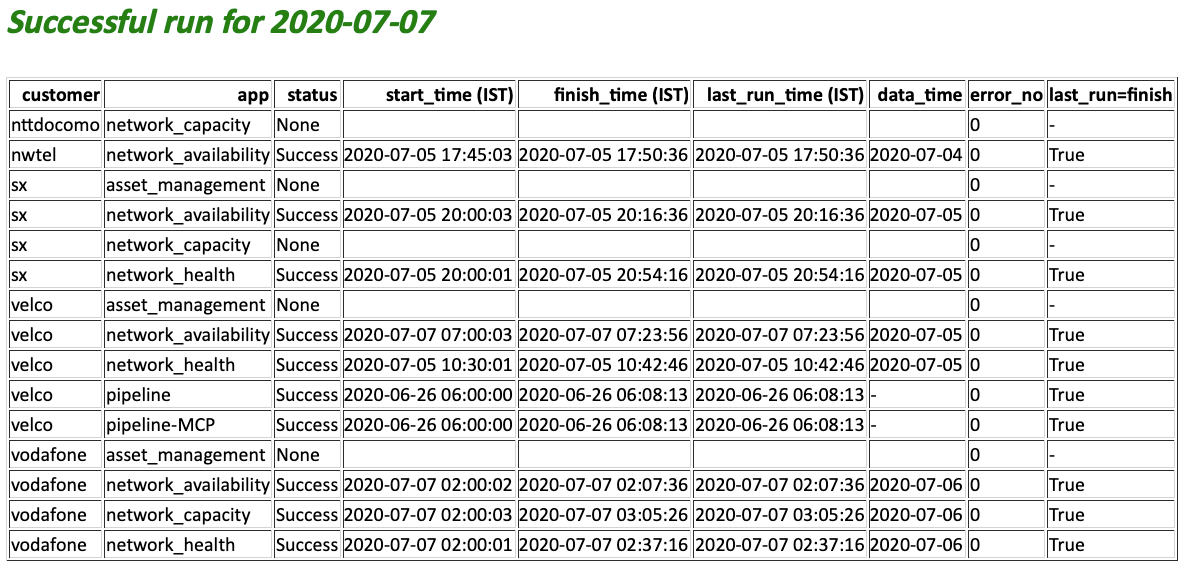 Successful run for 2020-07-07
customer app status start_time (IST) finish_time (IST) last_run_time (IST) data_time error_no last_run=finish
nttdocomo network_capacity None 0 -
nwtel network_availability Success 2020-07-05 17:45:03 2020-07-05 17:50:36 2020-07-05 17:50:36 2020-07-04 0 True
sx asset_management None 0 -
sx network_availability Success 2020-07-05 20:00:03 2020-07-05 20:16:36 2020-07-05 20:16:36 2020-07-05 0 True
sx network_capacity None 0 -
sx network_health Success 2020-07-05 20:00:01 2020-07-05 20:54:16 2020-07-05 20:54:16 2020-07-05 0 True
velco asset_management None 0 -
velco network_availability Success 2020-07-07 07:00:03 2020-07-07 07:23:56 2020-07-07 07:23:56 2020-07-05 0 True
velco network_health Success 2020-07-05 10:30:01 2020-07-05 10:42:46 2020-07-05 10:42:46 2020-07-05 0 True
velco pipeline Success 2020-06-26 06:00:00 2020-06-26 06:08:13 2020-06-26 06:08:13 - 0 True
velco pipeline-MCP Success 2020-06-26 06:00:00 2020-06-26 06:08:13 2020-06-26 06:08:13 - 0 True
vodafone asset_management None 0 -
vodafone network_availability Success 2020-07-07 02:00:02 2020-07-07 02:07:36 2020-07-07 02:07:36 2020-07-06 0 True
vodafone network_capacity Success 2020-07-07 02:00:03 2020-07-07 03:05:26 2020-07-07 03:05:26 2020-07-06 0 True
vodafone network_health Success 2020-07-07 02:00:01 2020-07-07 02:37:16 2020-07-07 02:37:16 2020-07-06 0 True